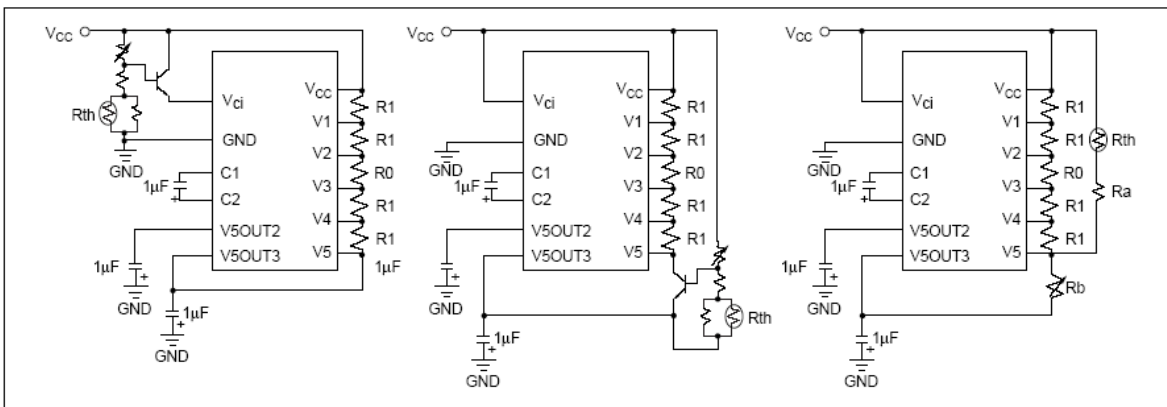 VCC
Rth
GND
Vci
GND
C1
C2
V5OUT2
V5OUT3
VCC
V1
V2
V3
V4
V5
R1
R1
R0
R1
R1
1μF
1μF
+
1μF
+
GND
1μF
+
GND
VCC
Vci
GND
C1
C2
V5OUT2
V5OUT3
VCC
V1
V2
V3
V4
V5
R1
R1
R0
R1
R1
Rth
GND
1μF
+
1μF
+
GND
1μF
+
GND
VCC
Vci
GND
C1
C2
V5OUT2
V5OUT3
VCC
V1
V2
V3
V4
V5
R1
R1
R0
R1
R1
Rth
Ra
Rb
GND
1μF
+
1μF
+
GND
1μF
+
GND